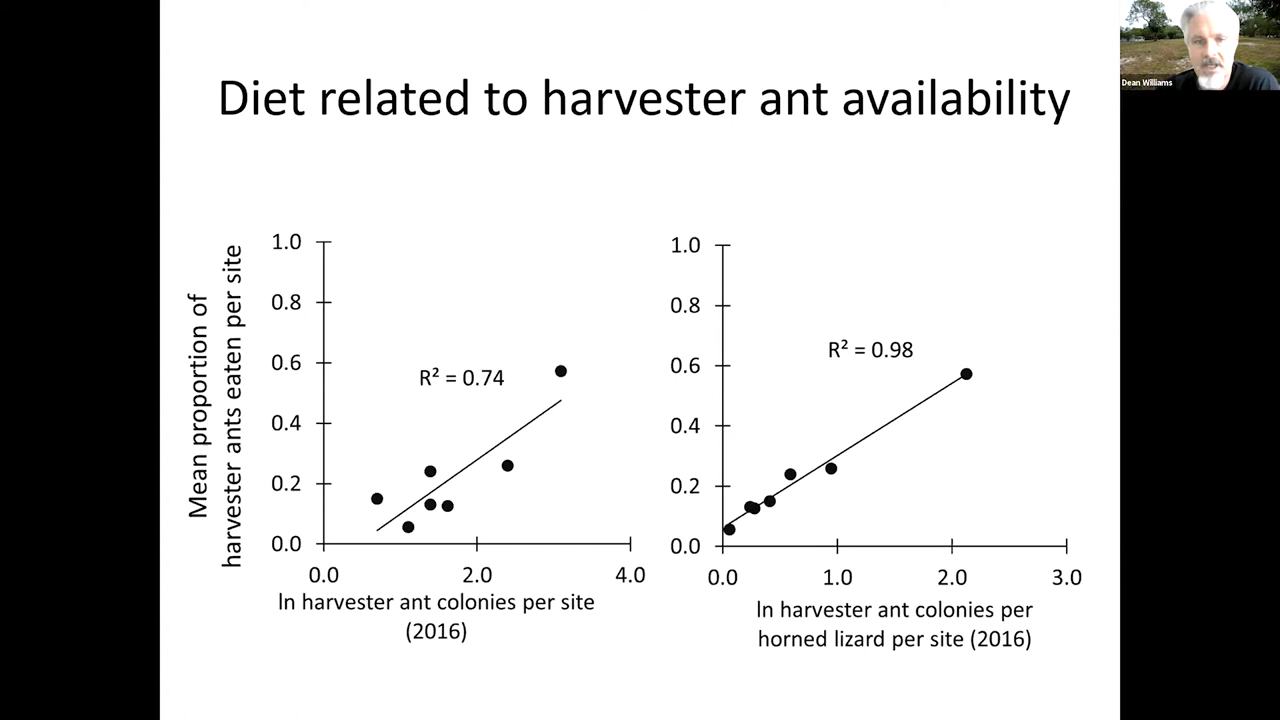 Diet related to harvester ant availability
Dean Williams
Mean proportion of
harvester ants eaten per site
1.0
0.8
0.6
0.4
0.2
0.0
R² = 0.74
0.0 2.0 4.0
ln harvester ant colonies per site
(2016)
1.0
0.8
0.6
0.4
0.2
0.0
R² = 0.98
0.0 1.0 2.0 3.0
ln harvester ant colonies per
horned lizard per site (2016)